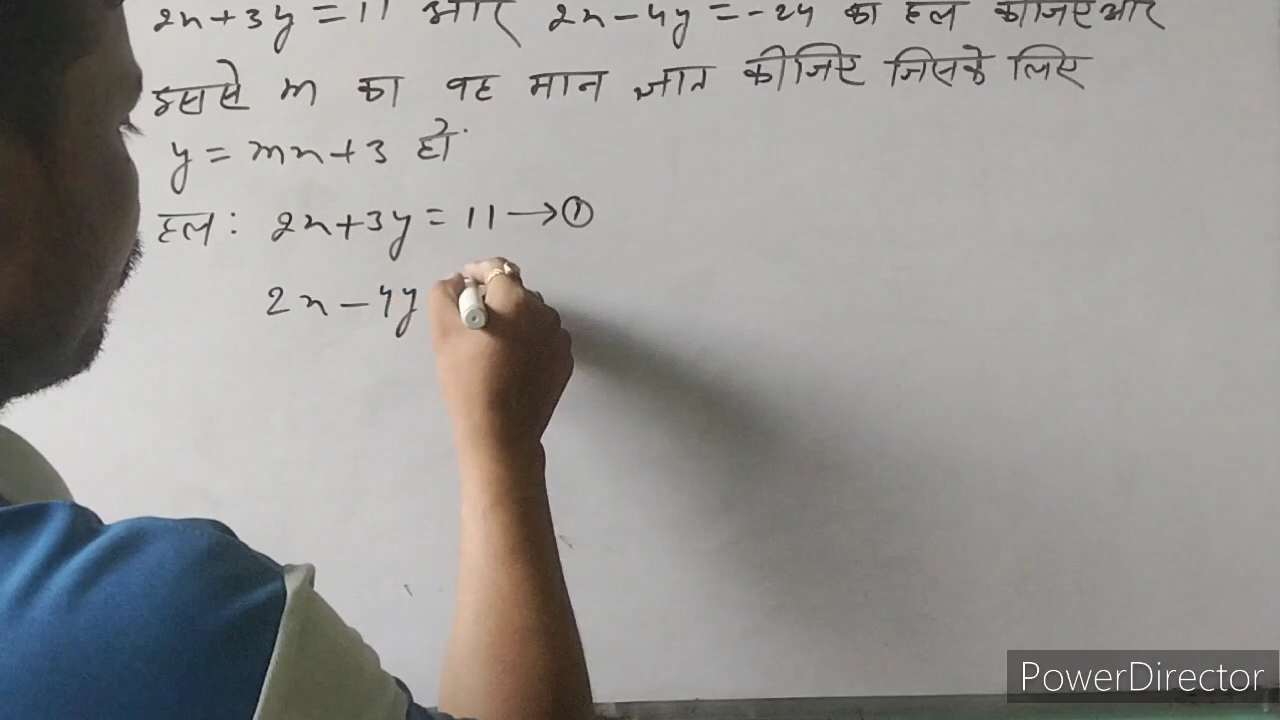 2x+3y=11 और 2x-4y=-24 का हल कीजिए और
इससे m का वह मान ज्ञात कीजिए जिसके लिए
y=mx+3 हो
हल: 2x+3y=11→①
2x-4y
PowerDirector